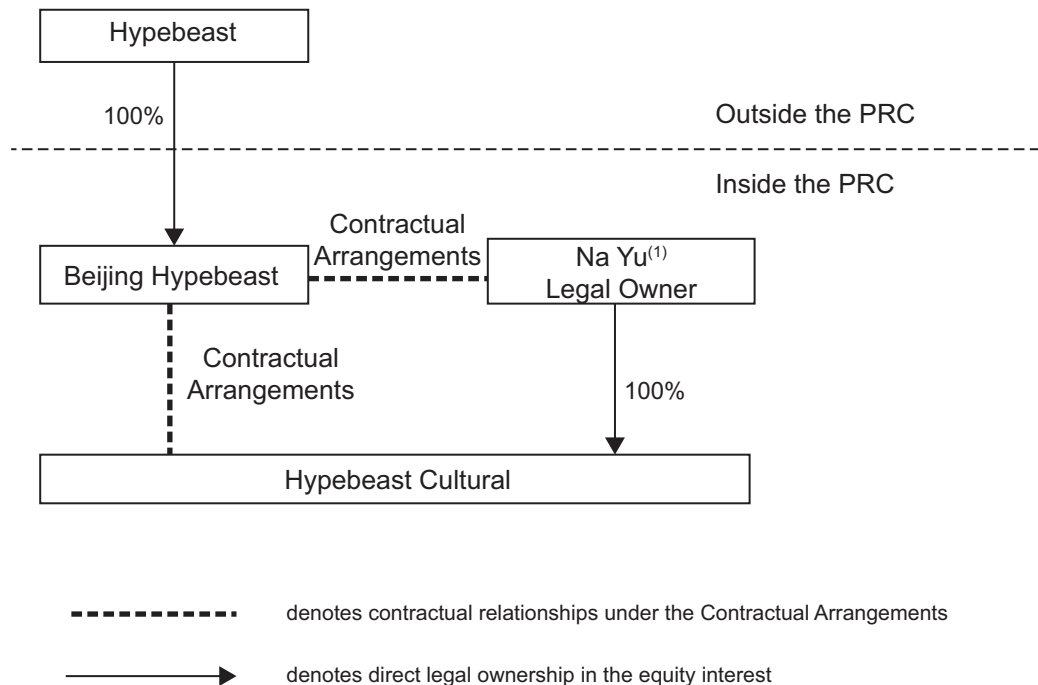 Hypebeast
100%
Outside the PRC
Inside the PRC
Contractual
Arrangements
Beijing Hypebeast
Na Yu(1)
Legal Owner
Contractual
Arrangements
100%
Hypebeast Cultural
denotes contractual relationships under the Contractual Arrangements
denotes direct legal ownership in the equity interest